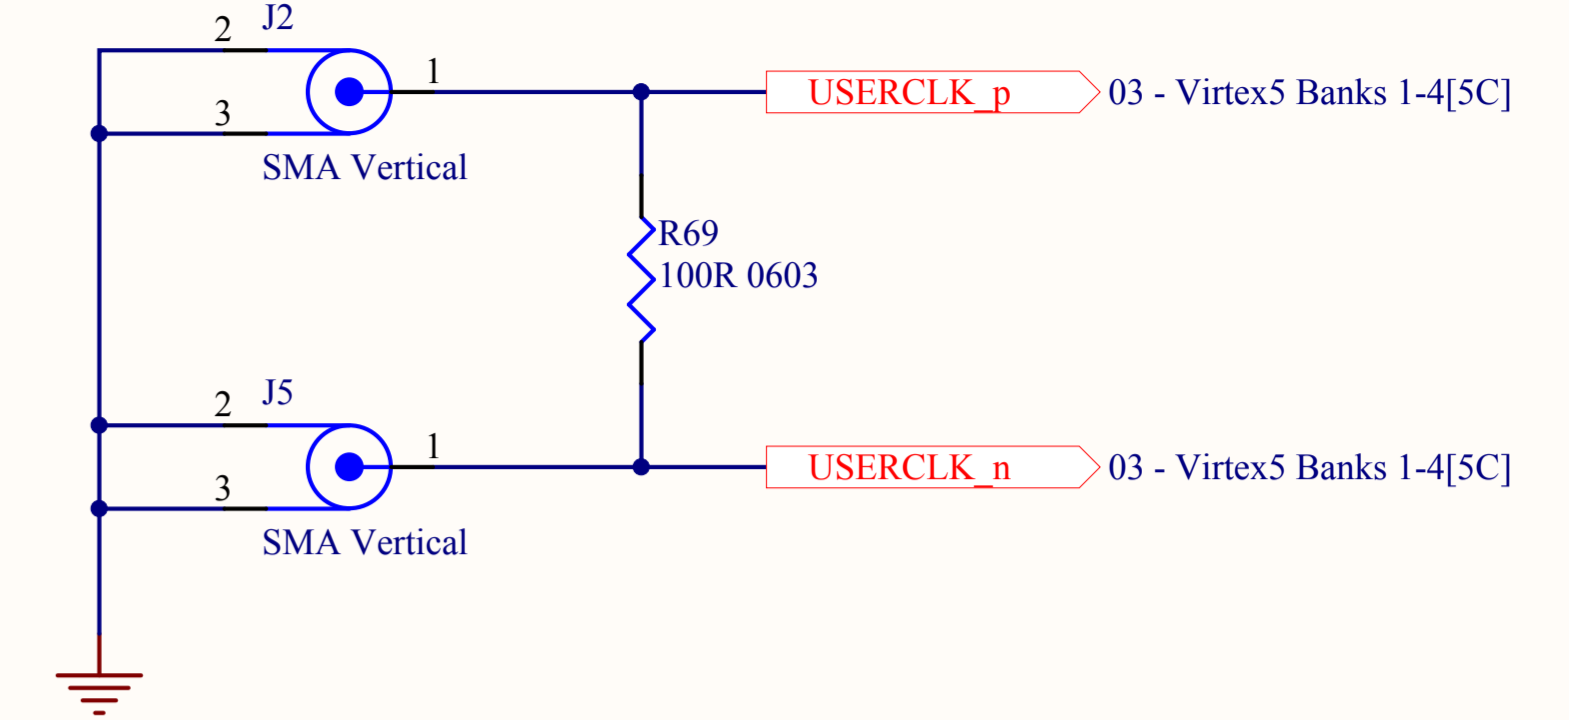 J2
2
1
3
SMA Vertical
USERCLK_p
03 - Virtex5 Banks 1-4[5C]
R69
100R 0603
J5
2
1
3
SMA Vertical
USERCLK_n
03 - Virtex5 Banks 1-4[5C]